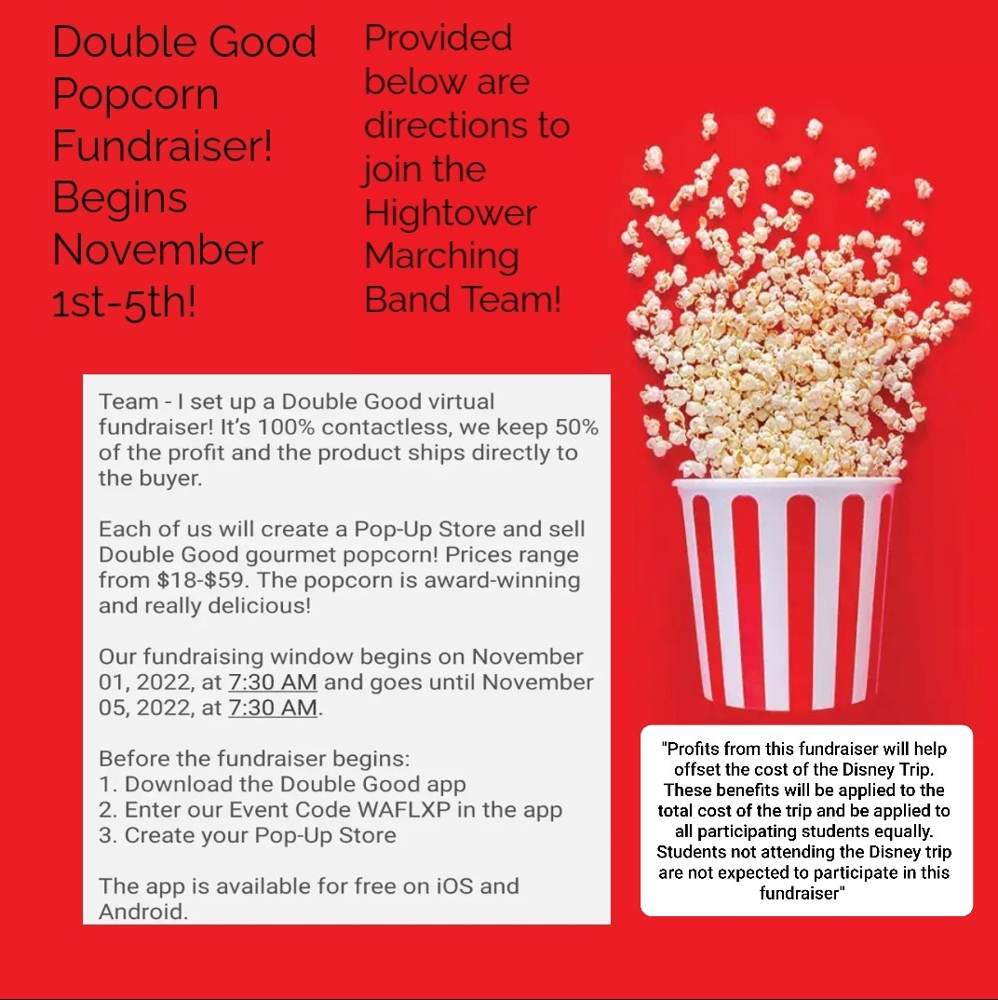 Double Good
Popcorn
Fundraiser!
Begins
November
1st-5th!
Provided
below are
directions to
join the
Hightower
Marching
Band Team!
Team - I set up a Double Good virtual
fundraiser! It's 100% contactless, we keep 50%
of the profit and the product ships directly to
the buyer.
Each of us will create a Pop-Up Store and sell
Double Good gourmet popcorn! Prices range
from $18-$59. The popcorn is award-winning
and really delicious!
Our fundraising window begins on November
01, 2022, at 7:30 AM and goes until November
05, 2022, at 7:30 AM.
Before the fundraiser begins:
1. Download the Double Good app
2. Enter our Event Code WAFLXP in the app
3. Create your Pop-Up Store
The app is available for free on iOS and
Android.
"Profits from this fundraiser will help
offset the cost of the Disney Trip.
These benefits will be applied to the
total cost of the trip and be applied to
all participating students equally.
Students not attending the Disney trip
are not expected to participate in this
fundraiser"